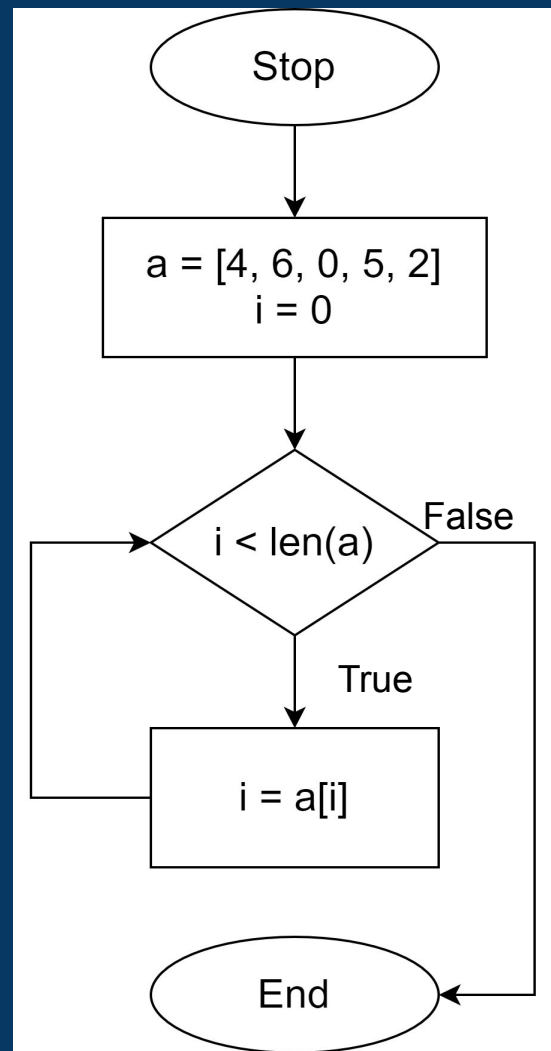 Stop
a = [4, 6, 0, 5, 2]
i = 0
i < len(a)
False
True
i = a[i]
End